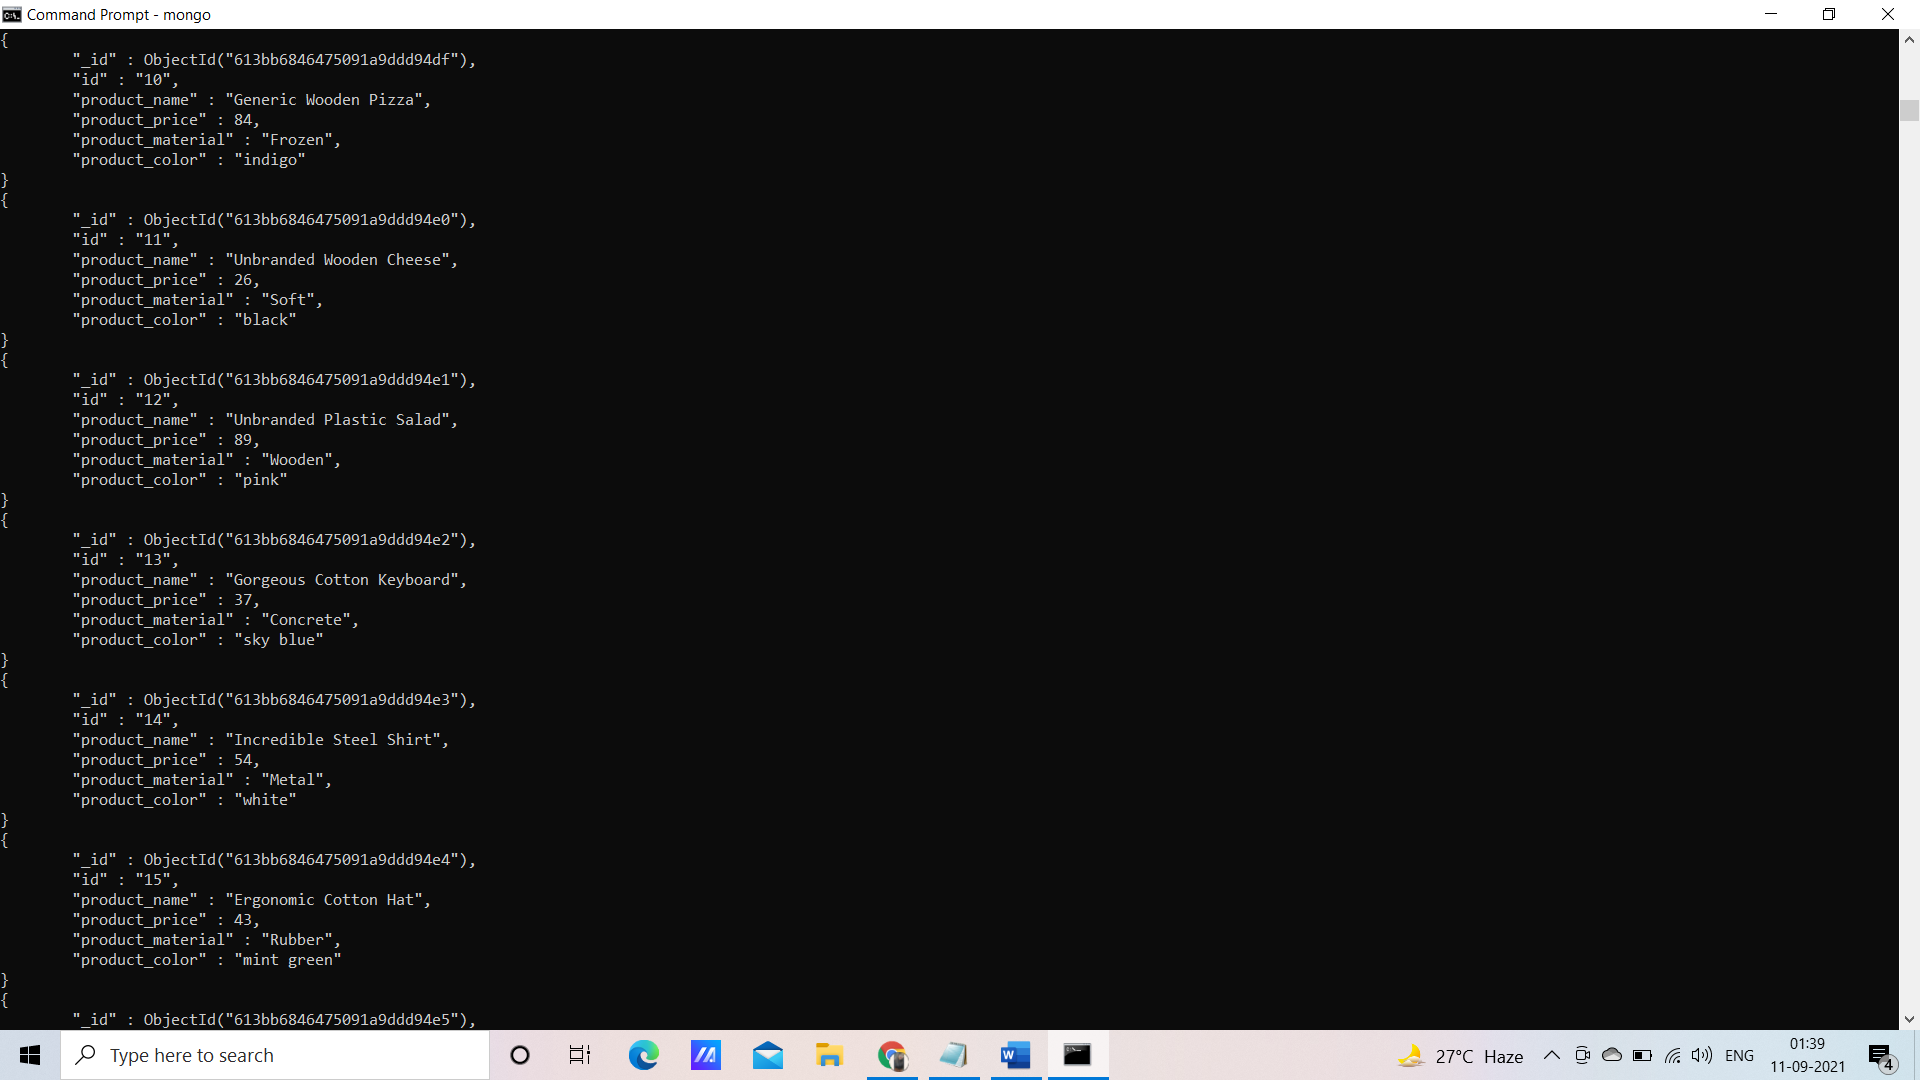 Command Prompt - mongo
{
"_id" : ObjectId("613bb6846475091a9ddd94df"),
"id" : "10",
"product_name" : "Generic Wooden Pizza",
"product_price" : 84,
"product_material" : "Frozen",
"product_color" : "indigo"
}
{
"_id" : ObjectId("613bb6846475091a9ddd94e0"),
"id" : "11",
"product_name" : "Unbranded Wooden Cheese",
"product_price" : 26,
"product_material" : "Soft",
"product_color" : "black"
}
{
"_id" : ObjectId("613bb6846475091a9ddd94e1"),
"id" : "12",
"product_name" : "Unbranded Plastic Salad",
"product_price" : 89,
"product_material" : "Wooden",
"product_color" : "pink"
}
{
"_id" : ObjectId("613bb6846475091a9ddd94e2"),
"id" : "13",
"product_name" : "Gorgeous Cotton Keyboard",
"product_price" : 37,
"product_material" : "Concrete",
"product_color" : "sky blue"
}
{
"_id" : ObjectId("613bb6846475091a9ddd94e3"),
"id" : "14",
"product_name" : "Incredible Steel Shirt",
"product_price" : 54,
"product_material" : "Metal",
"product_color" : "white"
}
{
"_id" : ObjectId("613bb6846475091a9ddd94e4"),
"id" : "15",
"product_name" : "Ergonomic Cotton Hat",
"product_price" : 43,
"product_material" : "Rubber",
"product_color" : "mint green"
}
{
"_id" : ObjectId("613bb6846475091a9ddd94e5"),
Type here to search
27°C Haze
ENG
01:39
11-09-2021
4